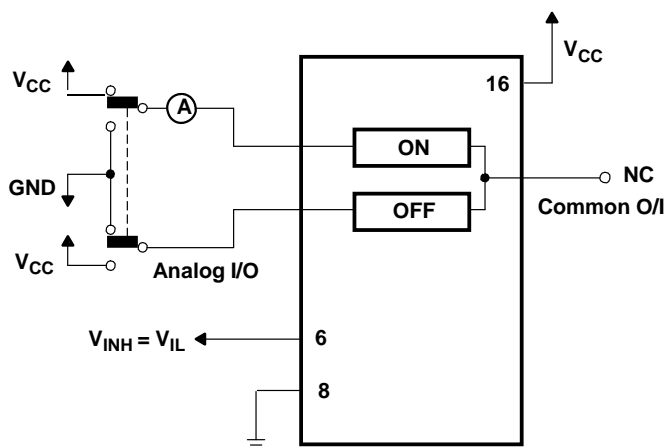 VCC
16
VCC
A
ON
GND
NC
OFF
Common O/I
VCC
Analog I/O
VINH = VIL
6
8